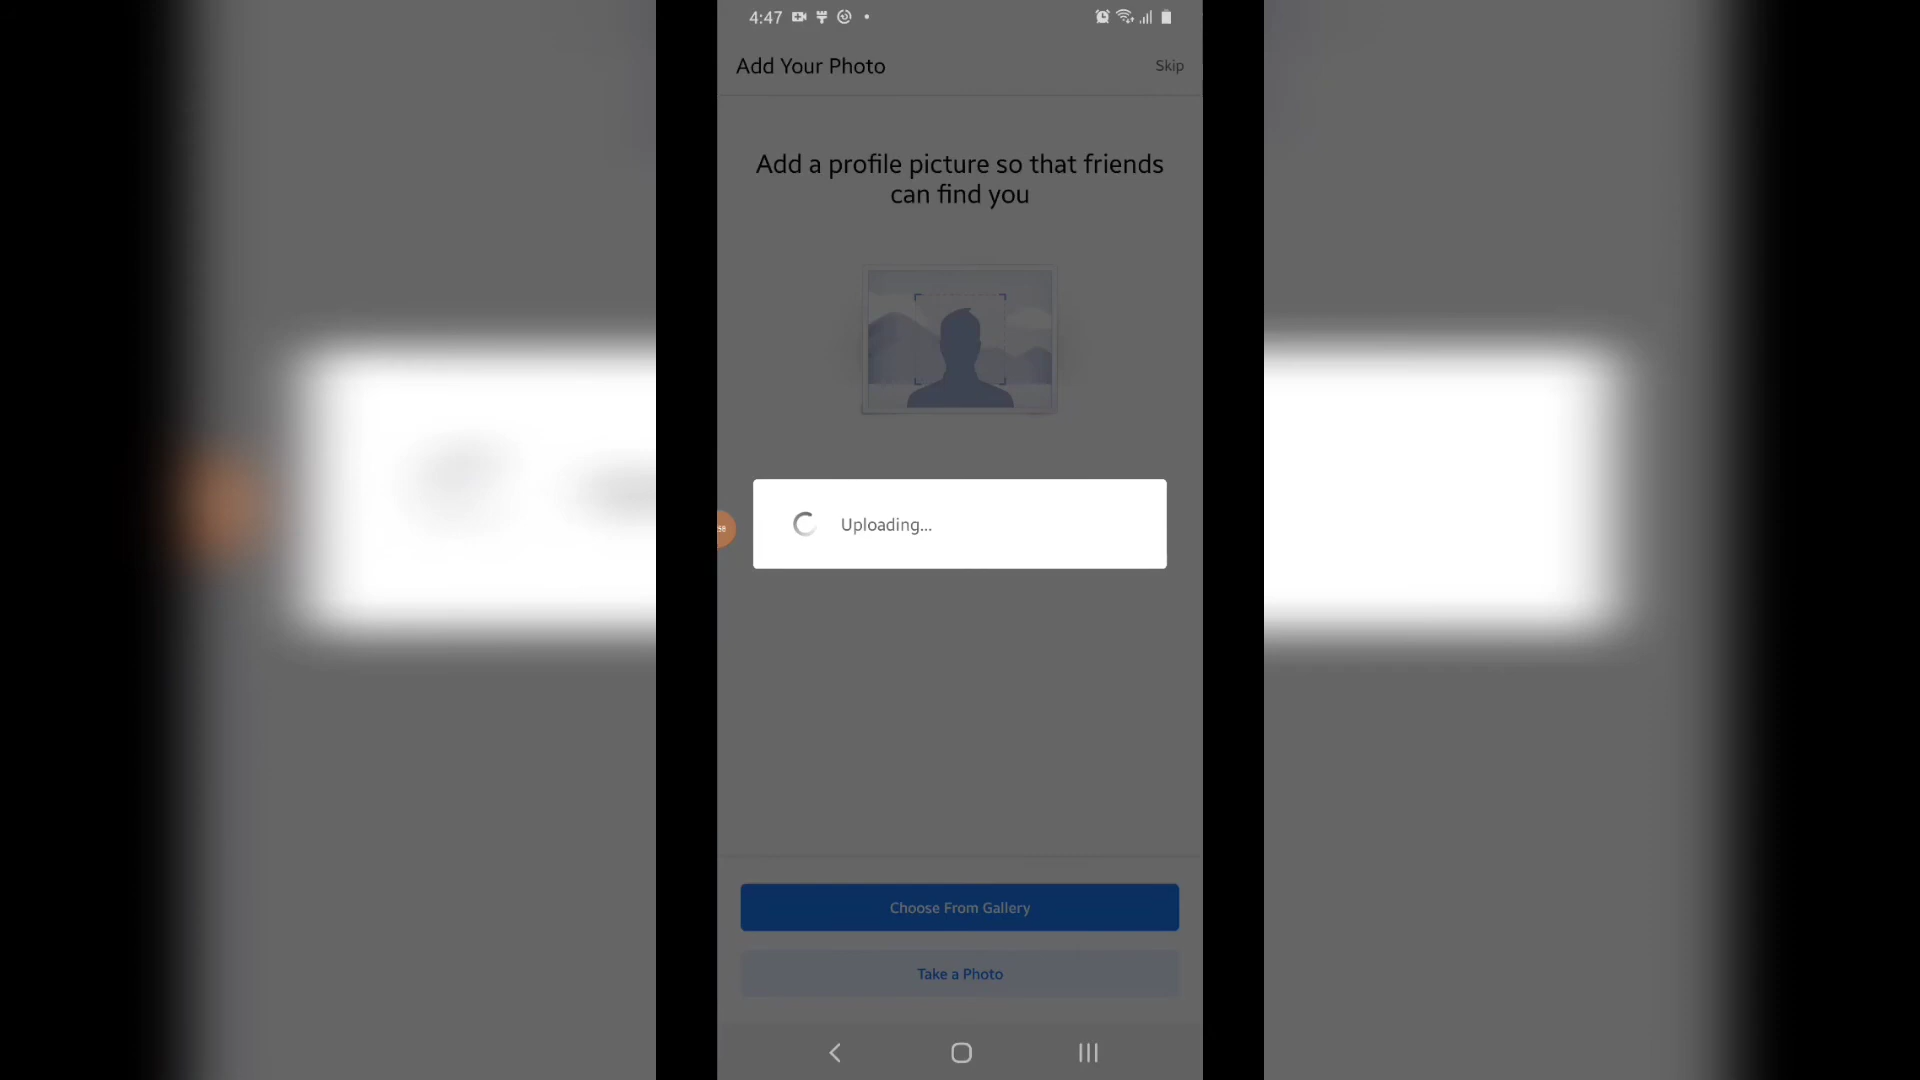 4:47
Add Your Photo
Skip
Add a profile picture so that friends
can find you
58
Uploading...
Choose From Gallery
Take a Photo